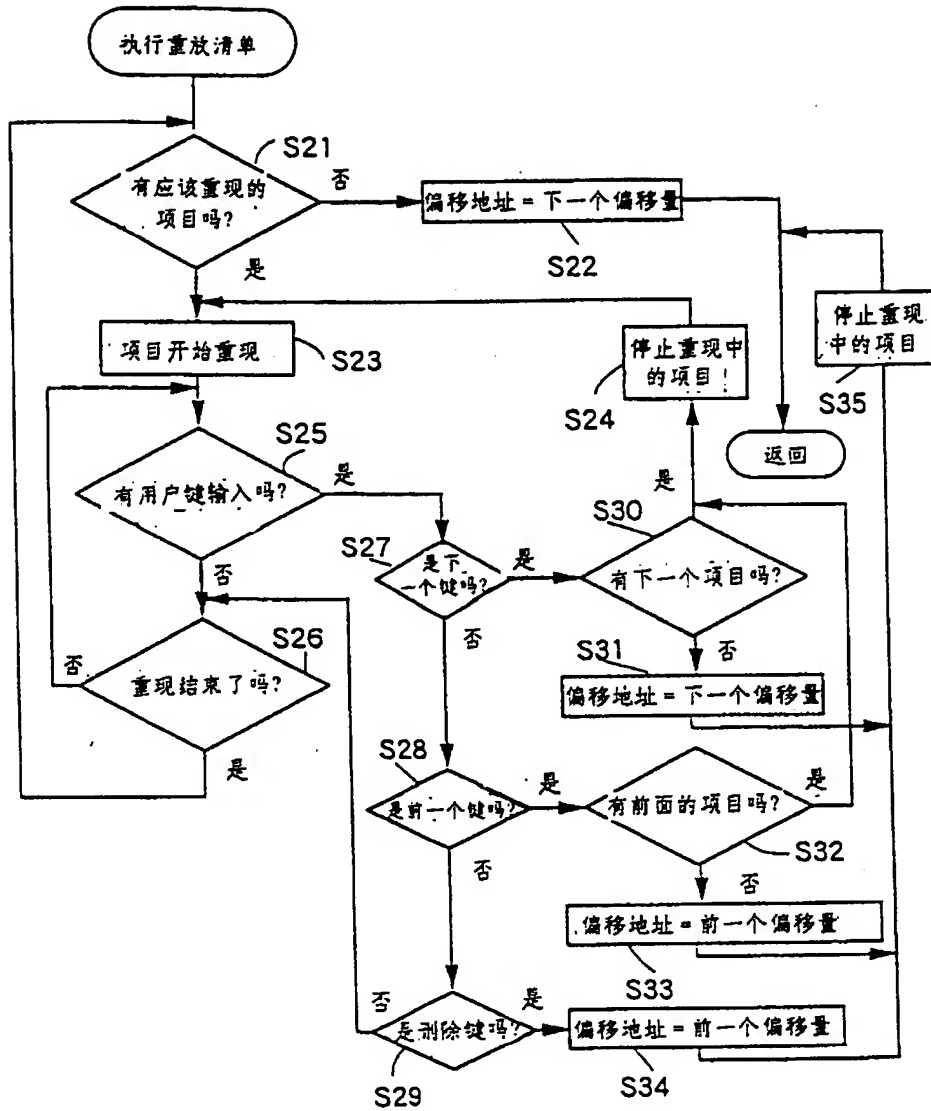 执行重放清单
S21
有应该重现的
项目吗?
否
偏移地址 = 下一个偏移量
S22
是
项目开始重现
S23
停止重现中
的项目
S24
停止重现
中的项目
S35
返回
S25
有用户键输入吗?
是
否
S27
是下
一个键吗?
是
S30
有下一个项目吗?
是
否
否
S26
重现结束了吗?
否
是
S31
偏移地址 = 下一个偏移量
S28
是前一个键吗?
是
有前面的项目吗?
是
S32
否
否
偏移地址 = 前一个偏移量
S33
否
是删除键吗?
是
S29
偏移地址 = 前一个偏移量
S34